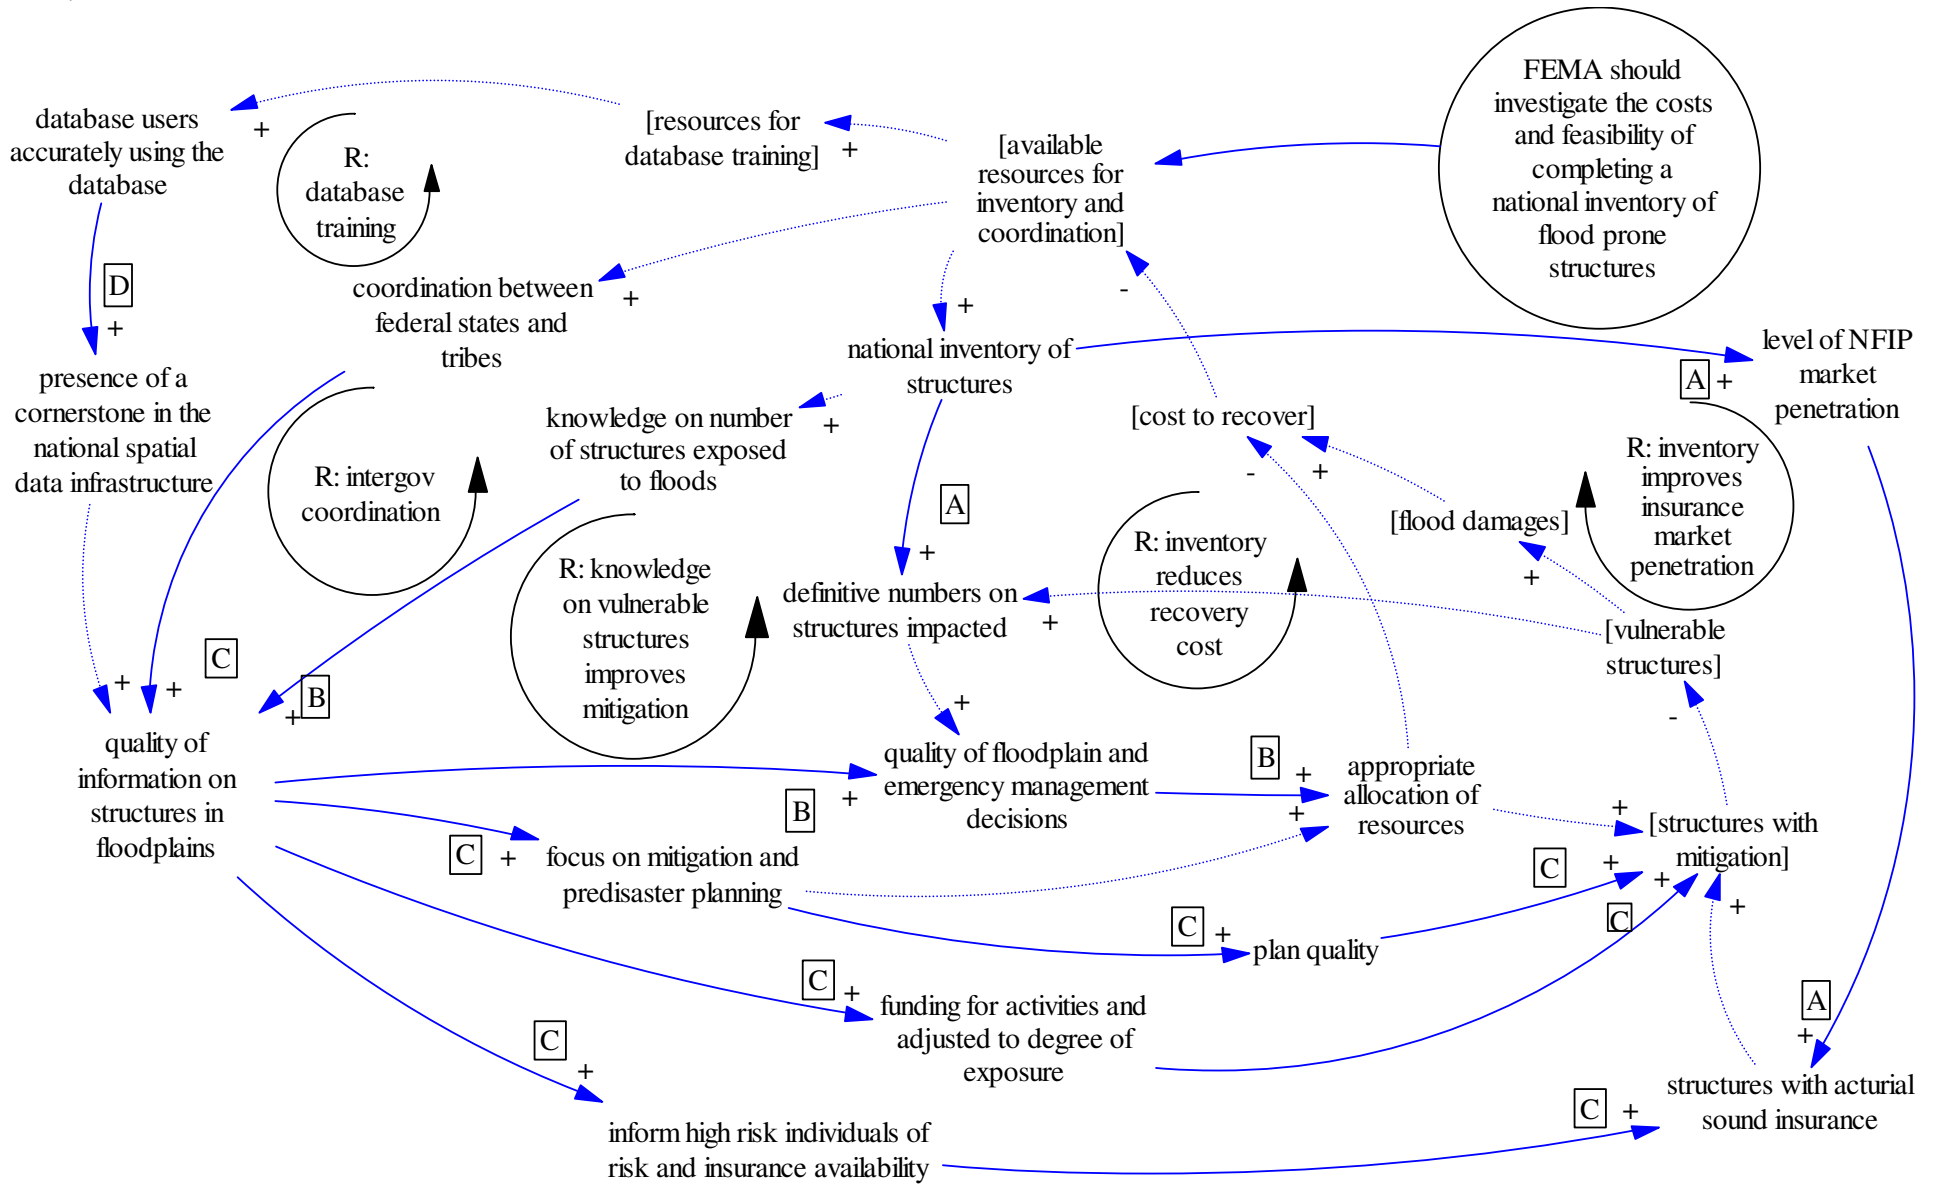 FEMA should
investigate the costs
and feasibility of
completing a
national inventory of
flood prone
structures
database users
accurately using the
database
+
R:
database
training
[resources for
database training]
+
[available
resources for
inventory and
coordination]
D
+
coordination between
federal states and
tribes
+
+
-
national inventory of
structures
level of NFIP
market
penetration
A
+
presence of a
cornerstone in the
national spatial
data infrastructure
R: intergov
coordination
knowledge on number
of structures exposed
to floods
+
[cost to recover]
-
+
R: inventory
improves
insurance
market
penetration
A
+
[flood damages]
+
R: knowledge
on vulnerable
structures
improves
mitigation
definitive numbers on
structures impacted
+
R: inventory
reduces
recovery
cost
[vulnerable
structures]
-
C
+
+
B
+
+
quality of
information on
structures in
floodplains
quality of floodplain and
emergency management
decisions
B
+
B
+
+
appropriate
allocation of
resources
+
[structures with
mitigation]
C
+
focus on mitigation and
predisaster planning
C
+
+
C
+
C
+
plan quality
C
+
funding for activities and
adjusted to degree of
exposure
A
+
C
+
structures with acturial
sound insurance
C
+
inform high risk individuals of
risk and insurance availability